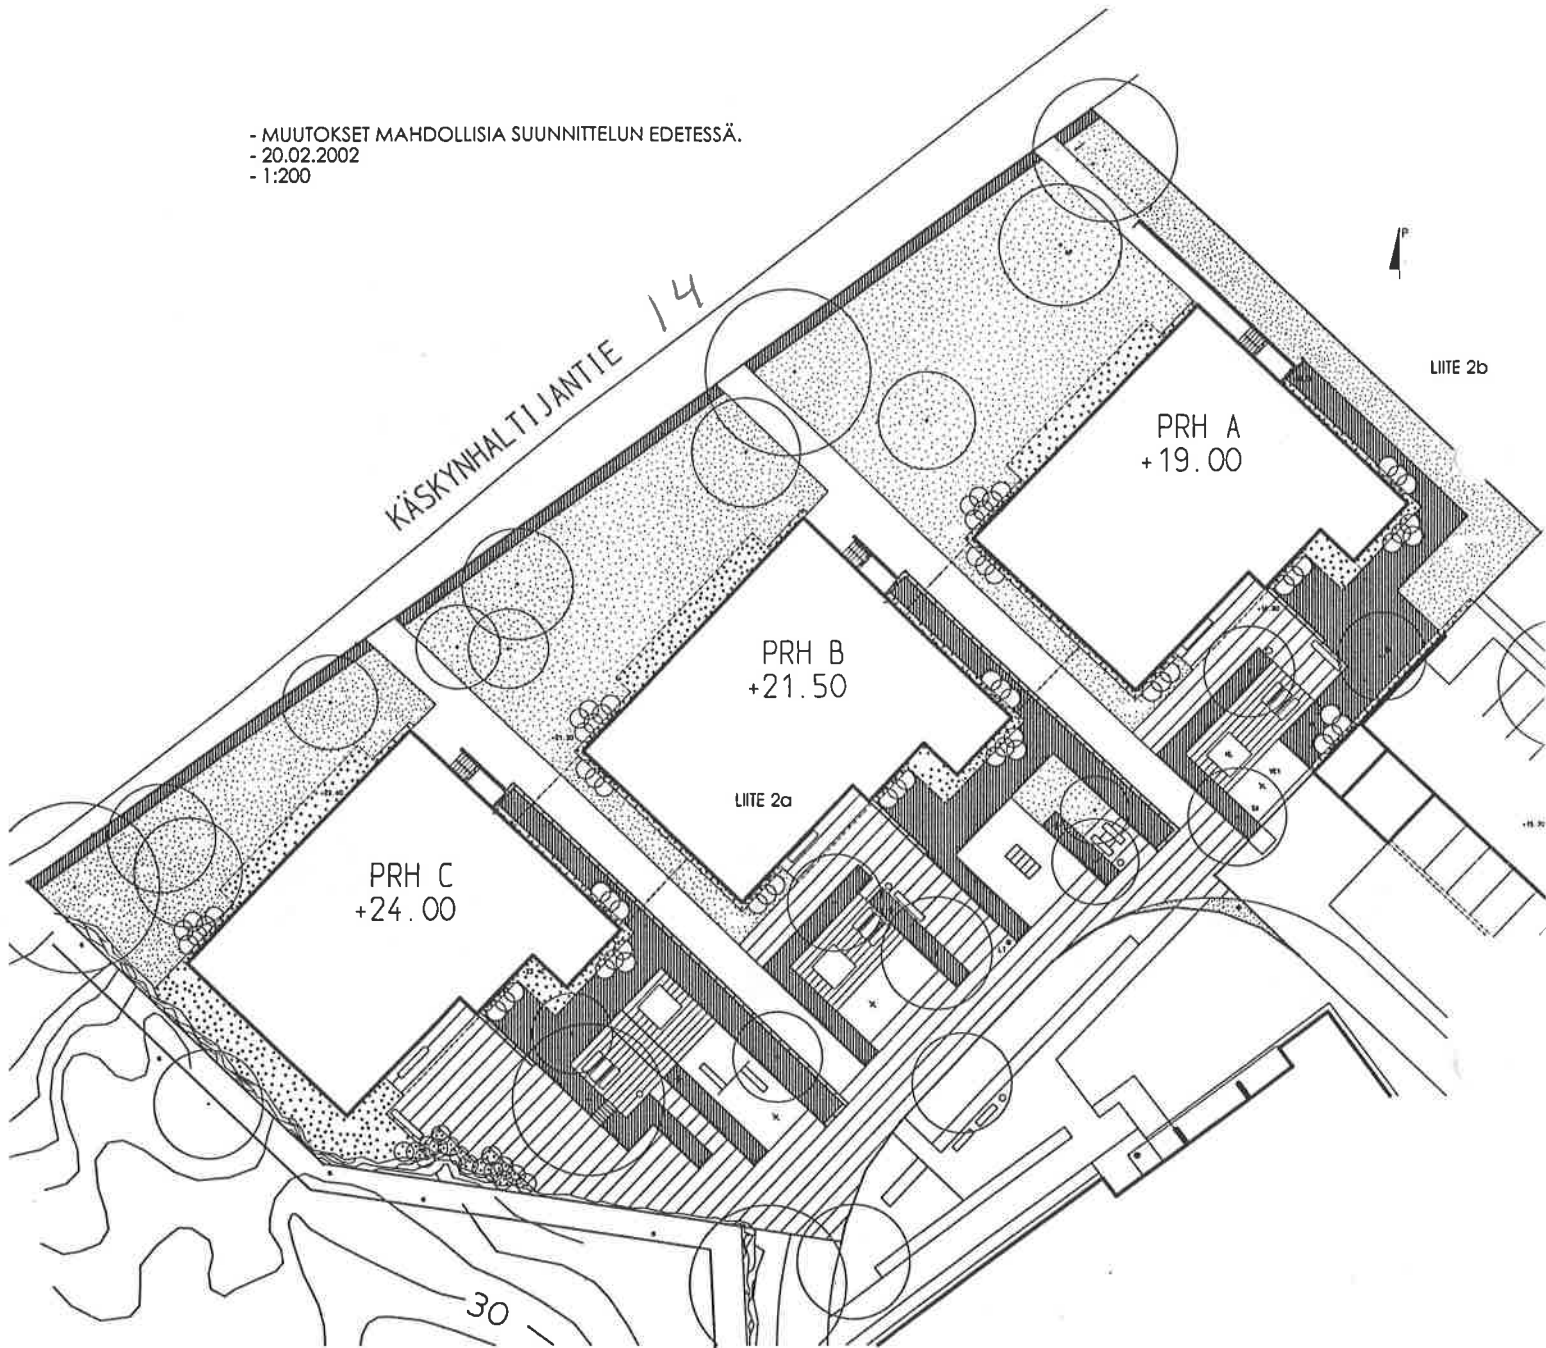 - MUUTOKSET MAHDOLLISIA SUUNNITTELUN EDETESSÄ.
- 20.02.2002
- 1:200
KÄSKYNHALTIJANTIE 14
P
LIITE 2b
PRH A
+19.00
PRH B
+21.50
LIITE 2a
PRH C
+24.00
30